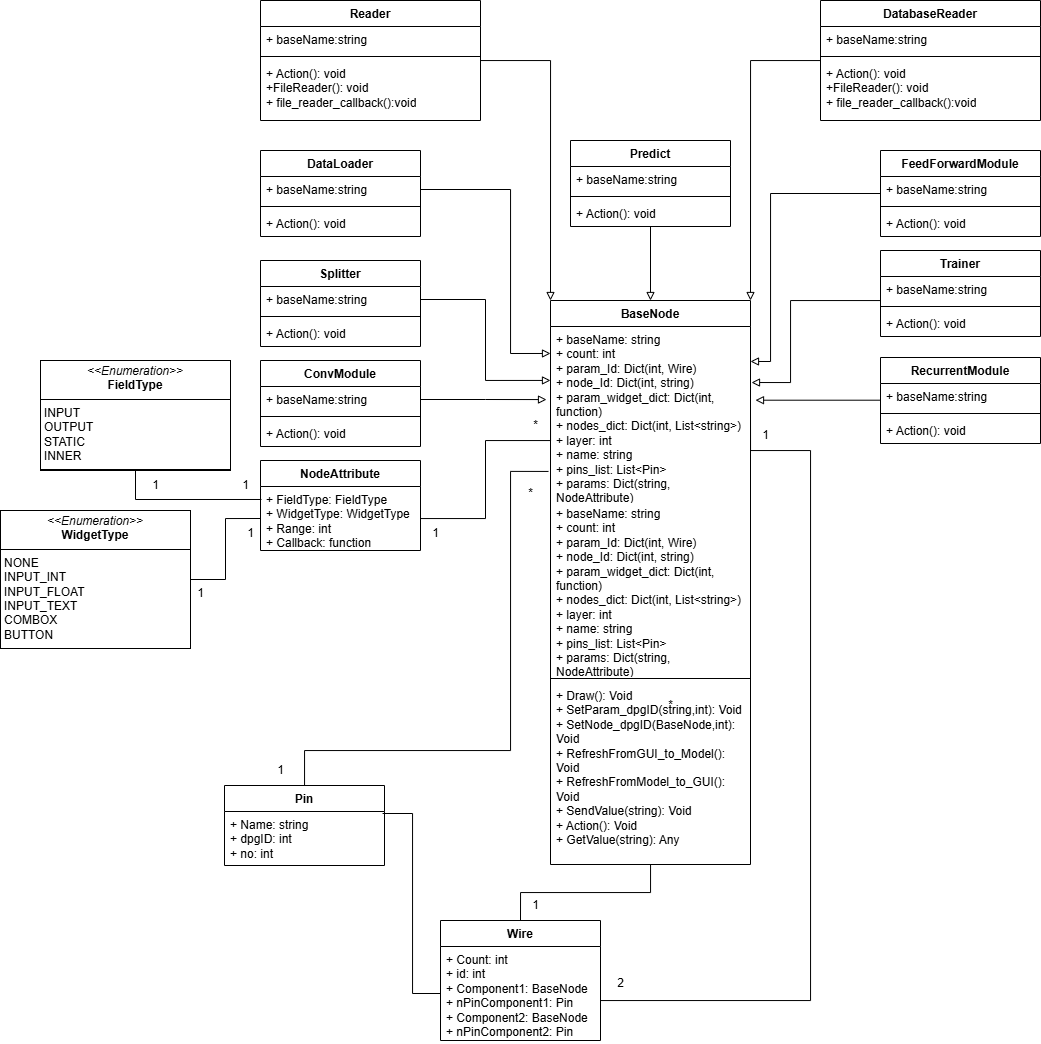 Reader
+ baseName:string
+ Action(): void
+FileReader(): void
+ file_reader_callback():void
DatabaseReader
+ baseName:string
+ Action(): void
+FileReader(): void
+ file_reader_callback():void
DataLoader
+ baseName:string
+ Action(): void
Predict
+ baseName:string
+ Action(): void
FeedForwardModule
+ baseName:string
+ Action(): void
Splitter
+ baseName:string
+ Action(): void
Trainer
+ baseName:string
+ Action(): void
<<Enumeration>>
FieldType
INPUT
OUTPUT
STATIC
INNER
ConvModule
+ baseName:string
+ Action(): void
RecurrentModule
+ baseName:string
+ Action(): void
BaseNode
+ baseName: string
+ count: int
+ param_Id: Dict(int, Wire)
+ node_Id: Dict(int, string)
+ param_widget_dict: Dict(int,
function)
+ nodes_dict: Dict(int, List<string>)
+ layer: int
+ name: string
+ pins_list: List<Pin>
+ params: Dict(string,
NodeAttribute)
+ baseName: string
+ count: int
+ param_Id: Dict(int, Wire)
+ node_Id: Dict(int, string)
+ param_widget_dict: Dict(int,
function)
+ nodes_dict: Dict(int, List<string>)
+ layer: int
+ name: string
+ pins_list: List<Pin>
+ params: Dict(string,
NodeAttribute)
+ Draw(): Void
*
+ SetParam_dpgID(string,int): Void
+ SetNode_dpgID(BaseNode,int):
Void
+ RefreshFromGUI_to_Model():
Void
+ RefreshFromModel_to_GUI():
Void
+ SendValue(string): Void
+ Action(): Void
+ GetValue(string): Any
*
1
*
NodeAttribute
+ FieldType: FieldType
+ WidgetType: WidgetType
+ Range: int
+ Callback: function
1
1
1
1
1
<<Enumeration>>
WidgetType
NONE
INPUT_INT
INPUT_FLOAT
INPUT_TEXT
COMBOX
BUTTON
1
Pin
+ Name: string
+ dpgID: int
+ no: int
1
Wire
+ Count: int
+ id: int
+ Component1: BaseNode
+ nPinComponent1: Pin
+ Component2: BaseNode
+ nPinComponent2: Pin
2